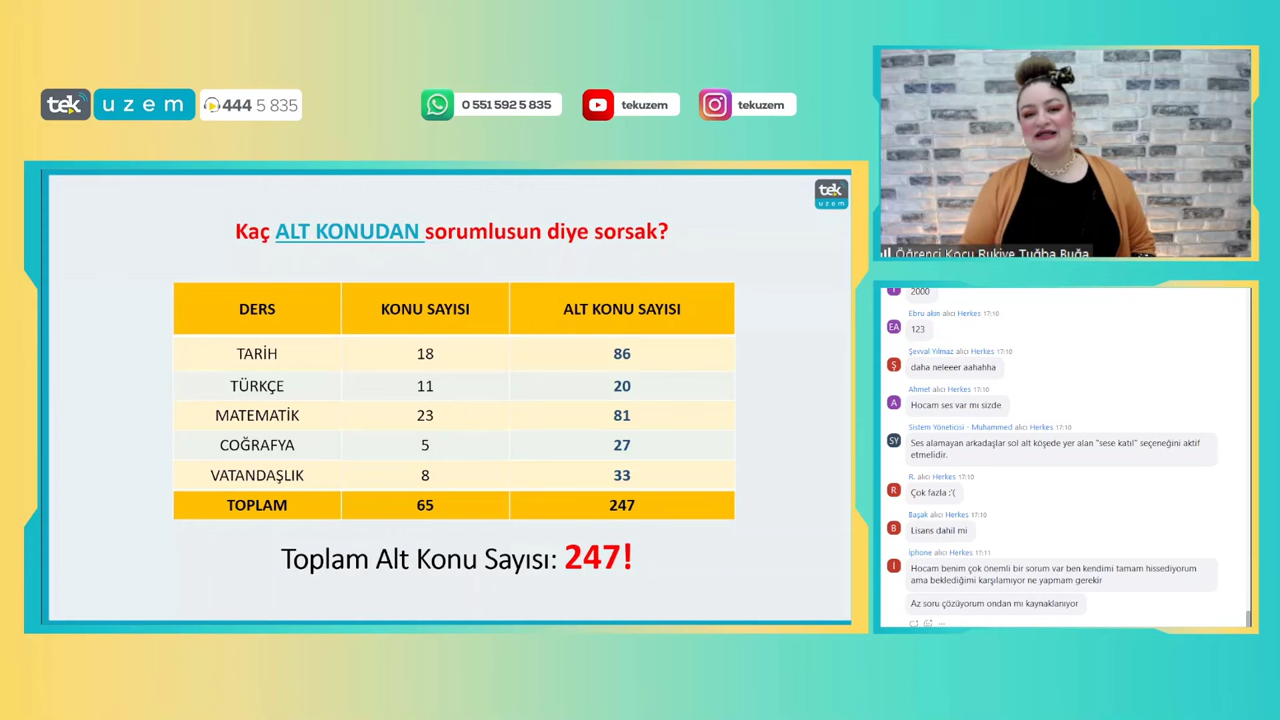 tek uzem 444 5 835
0 551 592 5 835
tekuzem
tekuzem
tek
uzem
Kaç ALT KONUDAN sorumlusun diye sorsak?
DERS KONU SAYISI ALT KONU SAYISI
TARİH 18 86
TÜRKÇE 11 20
MATEMATİK 23 81
COĞRAFYA 5 27
VATANDAŞLIK 8 33
TOPLAM 65 247
Toplam Alt Konu Sayısı: 247!
Öğrenci Koçu Rukiye Tuğba Buğa
2000
Ebru akın alıcı Herkes 17:10
EA
123
Şevval Yılmaz alıcı Herkes 17:10
Ş
daha neleeer aahahha
Ahmet alıcı Herkes 17:10
A
Hocam ses var mı sizde
Sistem Yöneticisi - Muhammed alıcı Herkes 17:10
SY
Ses alamayan arkadaşlar sol alt köşede yer alan "sese katıl" seçeneğini aktif
etmelidir.
R. alıcı Herkes 17:10
R
Çok fazla :'(
Başak alıcı Herkes 17:10
B
Lisans dahil mi
İphone alıcı Herkes 17:11
I
Hocam benim çok önemli bir sorum var ben kendimi tamam hissediyorum
ama beklediğimi karşılamıyor ne yapmam gerekir
Az soru çözüyorum ondan mı kaynaklanıyor